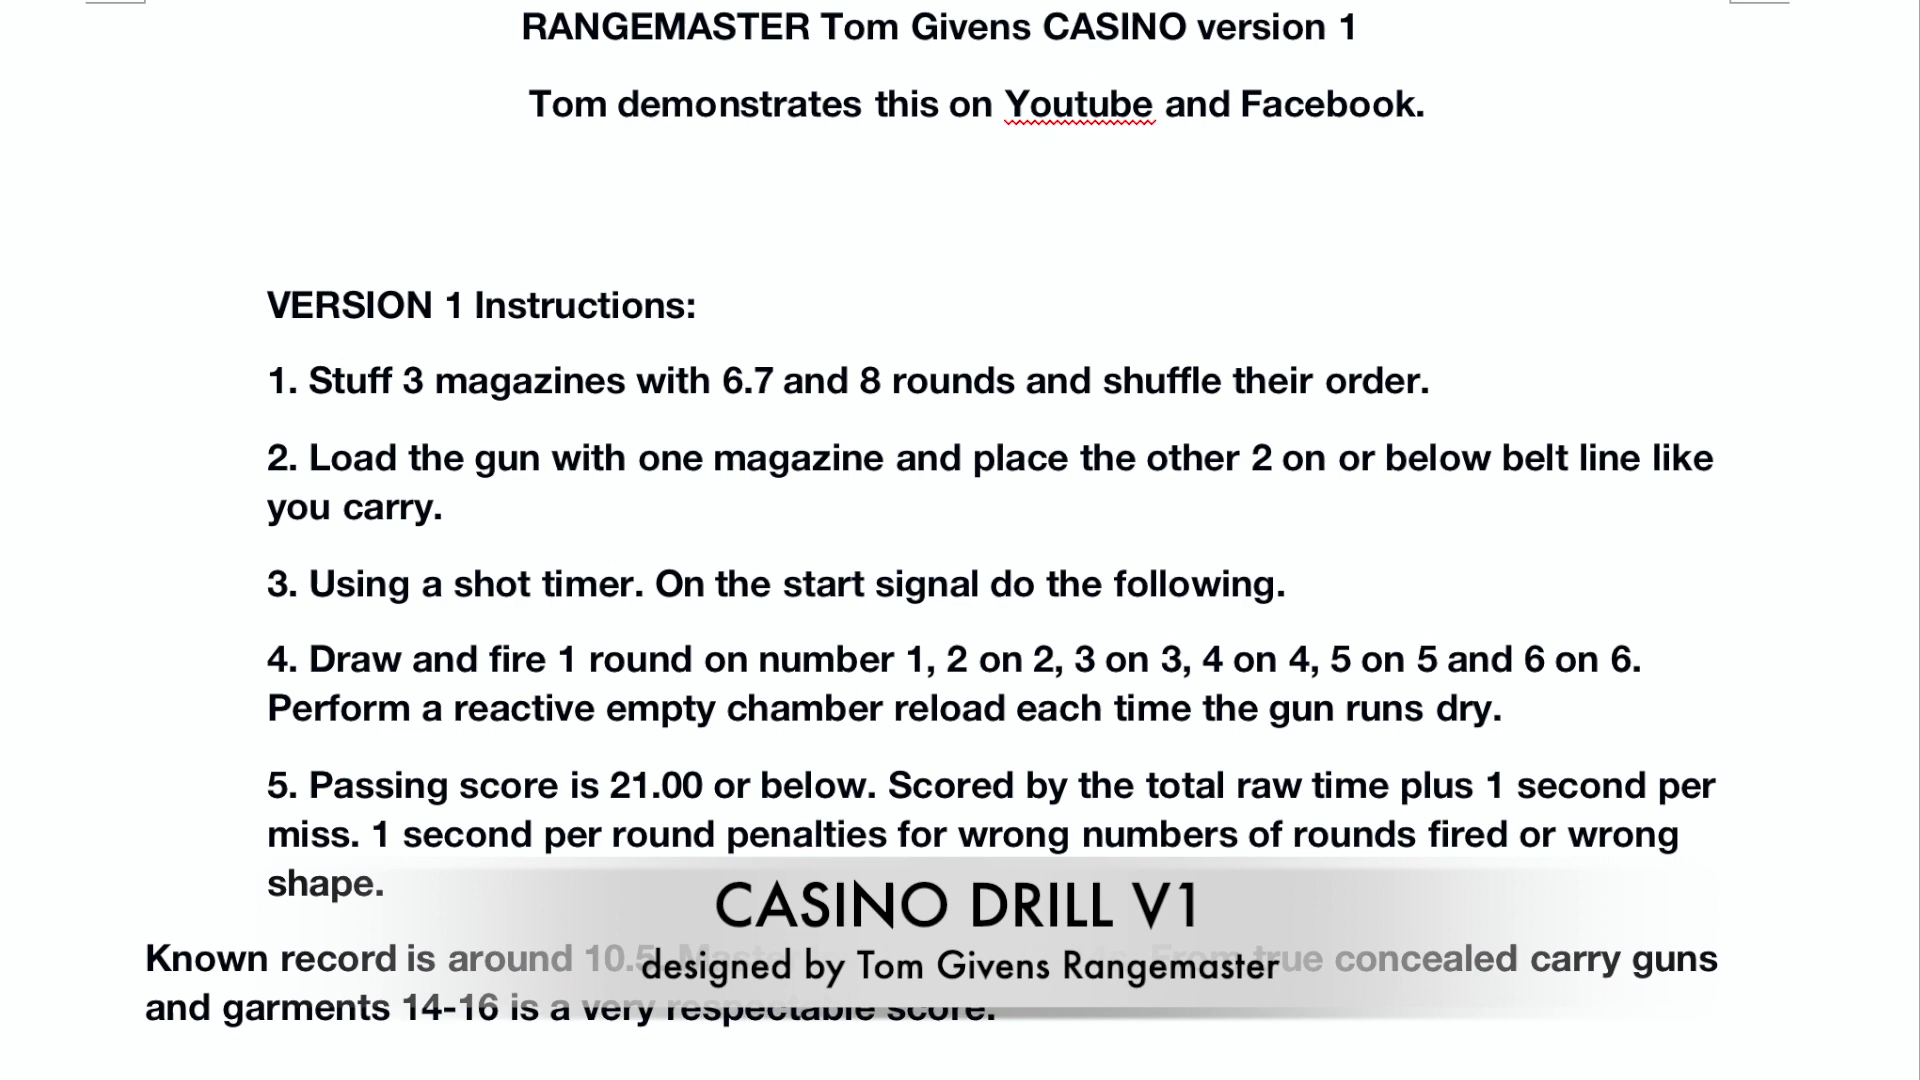 RANGEMASTER Tom Givens CASINO version 1
Tom demonstrates this on Youtube and Facebook.
VERSION 1 Instructions:
1. Stuff 3 magazines with 6.7 and 8 rounds and shuffle their order.
2. Load the gun with one magazine and place the other 2 on or below belt line like
you carry.
3. Using a shot timer. On the start signal do the following.
4. Draw and fire 1 round on number 1, 2 on 2, 3 on 3, 4 on 4, 5 on 5 and 6 on 6.
Perform a reactive empty chamber reload each time the gun runs dry.
5. Passing score is 21.00 or below. Scored by the total raw time plus 1 second per
miss. 1 second per round penalties for wrong numbers of rounds fired or wrong
shape.
CASINO DRILL V1
designed by Tom Givens Rangemaster
Known record is around 10.5 From true concealed carry guns
and garments 14-16 is a very respectable score.